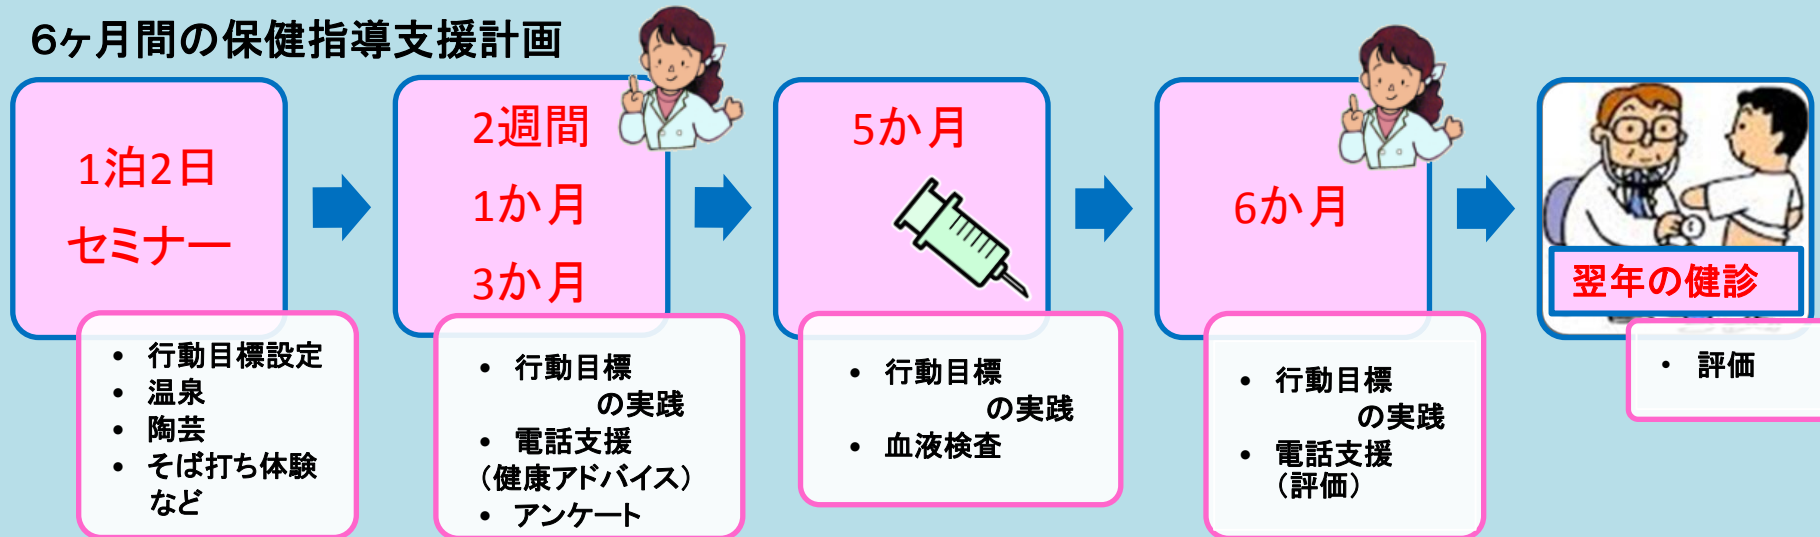 6ヶ月間の保健指導支援計画
1泊2日
セミナー
• 行動目標設定
• 温泉
• 陶芸
• そば打ち体験
など
2週間
1か月
3か月
• 行動目標
の実践
• 電話支援
（健康アドバイス）
• アンケート
5か月
• 行動目標
の実践
• 血液検査
6か月
• 行動目標
の実践
• 電話支援
（評価）
翌年の健診
• 評価